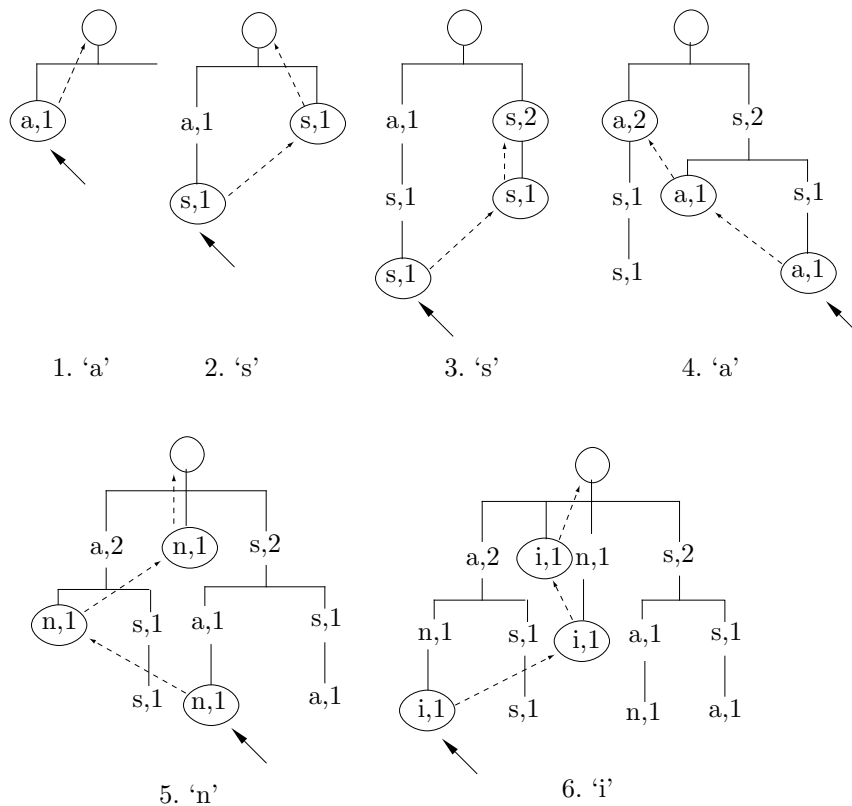 a,1 a,1 s,1 s,1 a,1 s,2 s,1 s,1 s,1 a,2 s,2 s,1 a,1 s,1 s,1 a,1
1. ‘a’ 2. ‘s’ 3. ‘s’ 4. ‘a’
a,2 n,1 s,2 a,2 i,1 n,1 s,2
n,1 s,1 a,1 s,1 n,1 s,1 i,1 a,1 s,1
s,1 n,1 a,1 i,1 s,1 n,1 a,1
5. ‘n’ 6. ‘i’